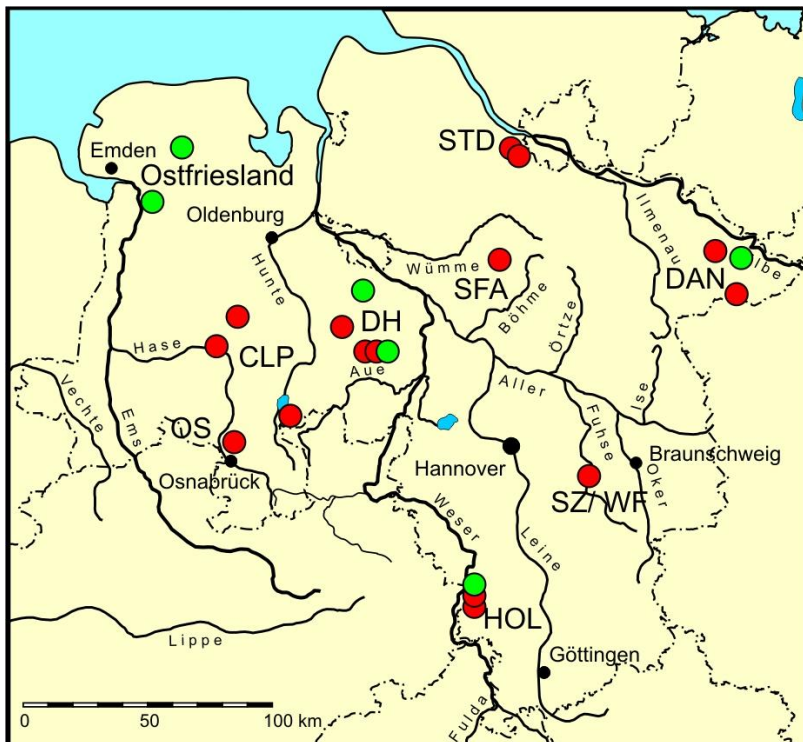 STD
Emden
Ostfriesland
Oldenburg
Ilmenau
Elbe
Wümme
SFA
DAN
Hunte
Böhme
Örtze
DH
Hase
CLP
Aue
Aller
Ise
Vechte
Ems
OS
Fuhse
Oker
Braunschweig
Hannover
Osnabrück
SZ/ WF
Weser
Leine
HOL
Lippe
Göttingen
Fulda
0 50 100 km